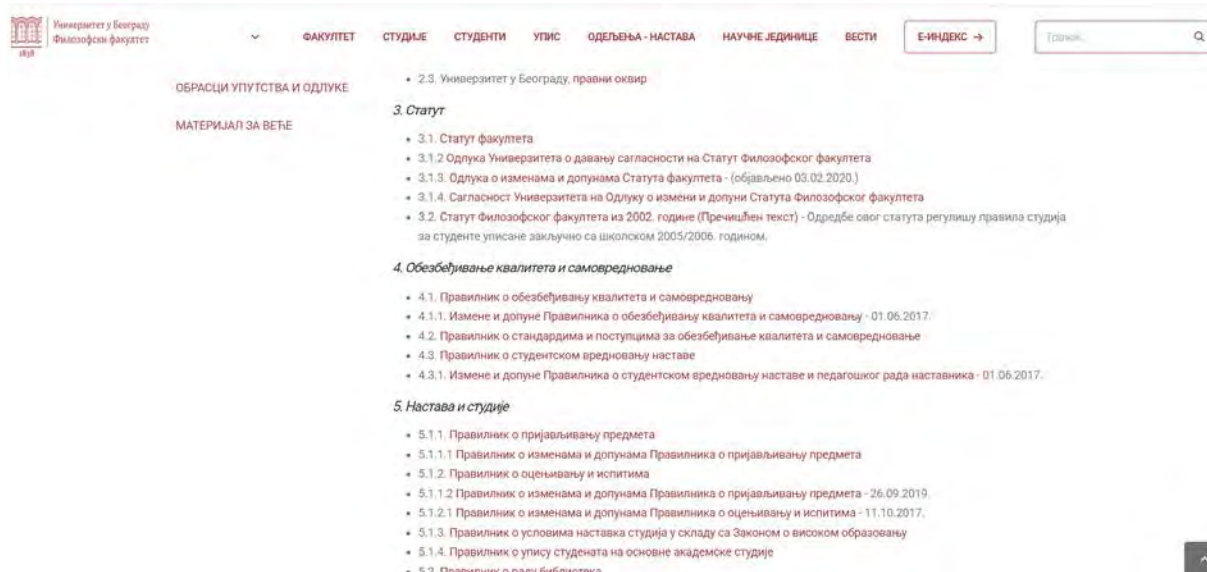 Универзитет у Београду
Филозофски факултет
1838
ФАКУЛТЕТ СТУДИЈЕ СТУДЕНТИ УПИС ОДЕЉЕЊА - НАСТАВА НАУЧНЕ ЈЕДИНИЦЕ ВЕСТИ Е-ИНДЕКС →
ОБРАСЦИ УПУТСТВА И ОДЛУКЕ
МАТЕРИЈАЛ ЗА ВЕЋЕ
• 2.3. Универзитет у Београду, правни оквир
3. Статут
• 3.1. Статут факултета
• 3.1.2 Одлука Универзитета о давању сагласности на Статут Филозофског факултета
• 3.1.3. Одлука о изменама и допунама Статута факултета - (објављено 03.02.2020.)
• 3.1.4. Сагласност Универзитета на Одлуку о измени и допуни Статута Филозофског факултета
• 3.2. Статут Филозофског факултета из 2002. године (Пречишћен текст) - Одредбе овог статута регулишу правила студија
за студенте уписане закључно са школском 2005/2006. годином.
4. Обезбеђивање квалитета и самовредновање
• 4.1. Правилник о обезбеђивању квалитета и самовредновању
• 4.1.1. Измене и допуне Правилника о обезбеђивању квалитета и самовредновању - 01.06.2017.
• 4.2. Правилник о стандардима и поступцима за обезбеђивање квалитета и самовредновање
• 4.3. Правилник о студентском вредновању наставе
• 4.3.1. Измене и допуне Правилника о студентском вредновању наставе и педагошког рада наставника - 01.06.2017.
5. Настава и студије
• 5.1.1. Правилник о пријављивању предмета
• 5.1.1.1 Правилник о изменама и допунама Правилника о пријављивању предмета
• 5.1.2. Правилник о оцењивању и испитима
• 5.1.1.2 Правилник о изменама и допунама Правилника о пријављивању предмета - 26.09.2019.
• 5.1.2.1 Правилник о изменама и допунама Правилника о оцењивању и испитима - 11.10.2017.
• 5.1.3. Правилник о условима наставка студија у складу са Законом о високом образовању
• 5.1.4. Правилник о упису студената на основне академске студије
• 5.2. Правилник о раду библиотека